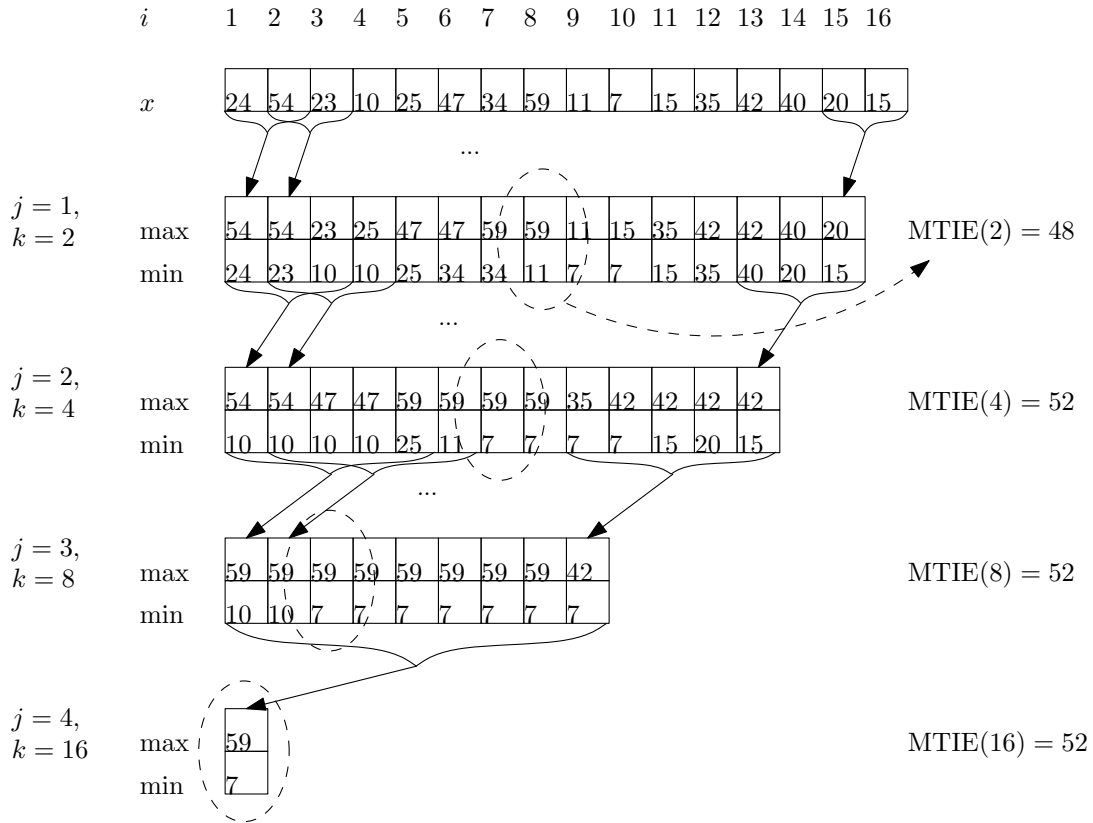 i 1 2 3 4 5 6 7 8 9 10 11 12 13 14 15 16
x 24 54 23 10 25 47 34 59 11 7 15 35 42 40 20 15
...
j = 1,
k = 2
max 54 54 23 25 47 47 59 59 11 15 35 42 42 40 20
MTIE(2) = 48
min 24 23 10 10 25 34 34 11 7 7 15 35 40 20 15
...
j = 2,
k = 4
max 54 54 47 47 59 59 59 59 35 42 42 42 42
MTIE(4) = 52
min 10 10 10 10 25 11 7 7 7 7 15 20 15
...
j = 3,
k = 8
max 59 59 59 59 59 59 59 59 42
MTIE(8) = 52
min 10 10 7 7 7 7 7 7 7
j = 4,
k = 16
max 59
MTIE(16) = 52
min 7